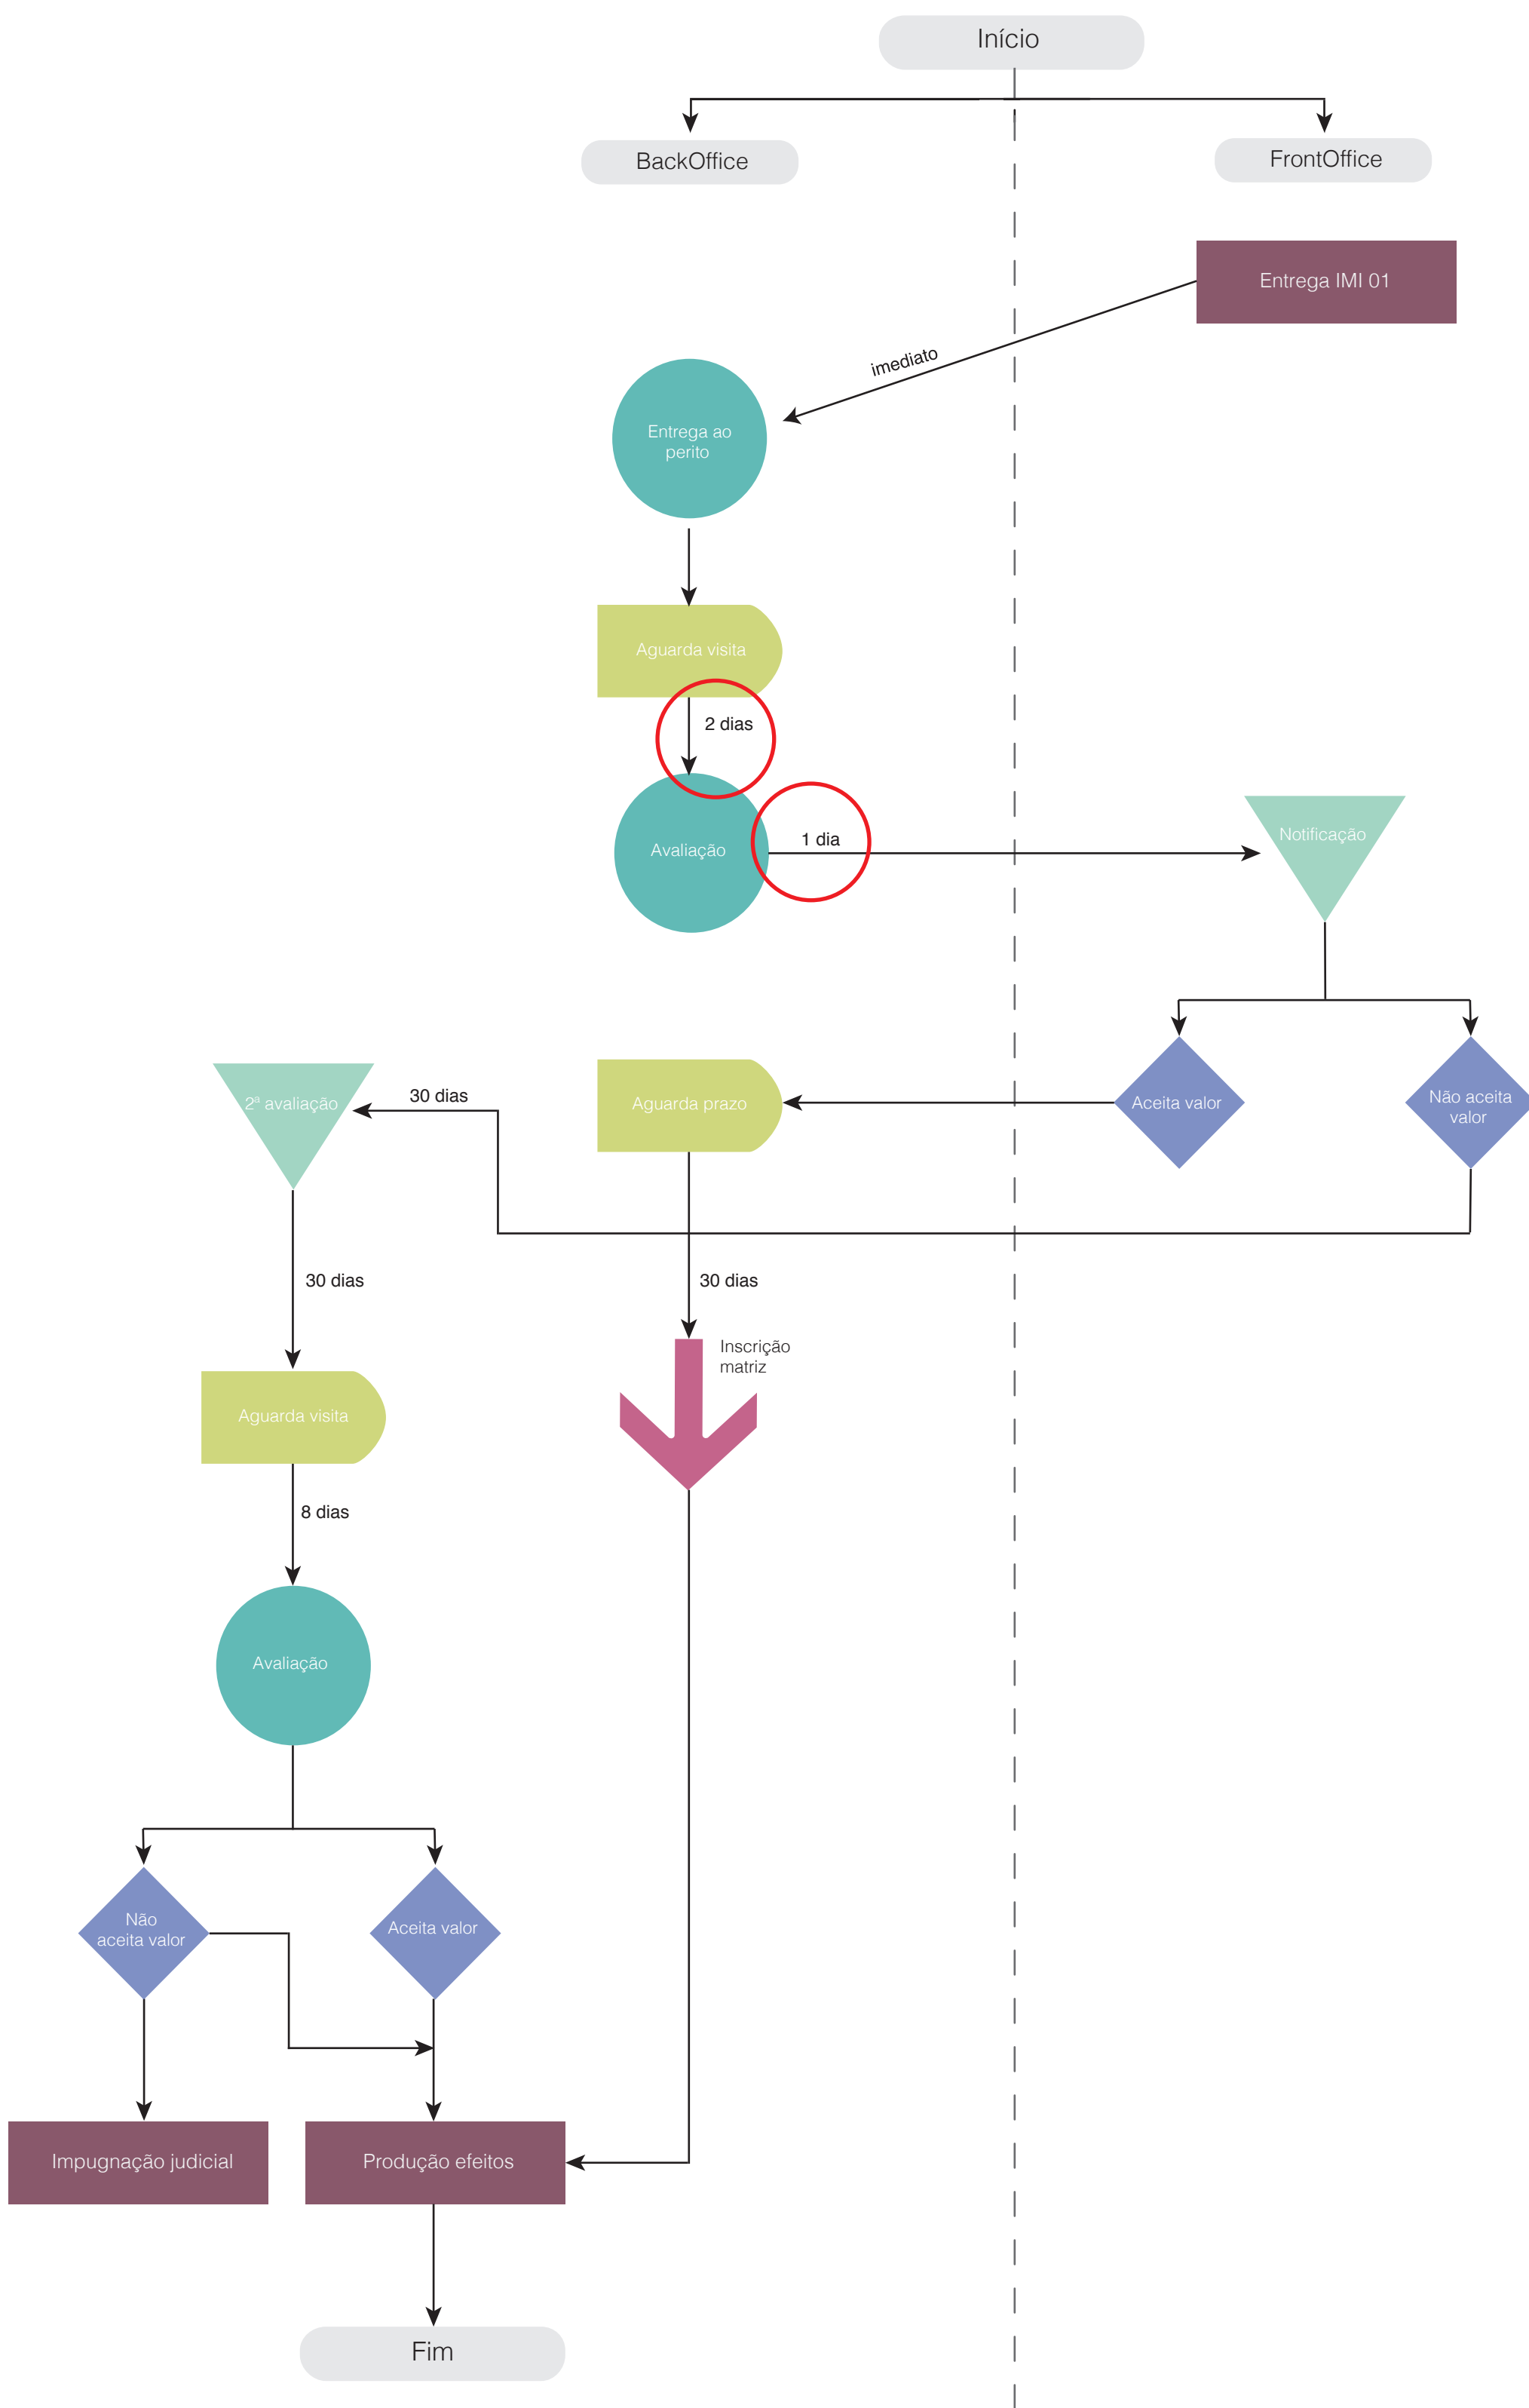 Início
BackOffice
FrontOffice
Entrega IMI 01
imediato
Entrega ao
perito
Aguarda visita
2 dias
Avaliação
1 dia
Notificação
2ª avaliação
30 dias
Aguarda prazo
Aceita valor
Não aceita
valor
30 dias
30 dias
Inscrição
matriz
Aguarda visita
8 dias
Avaliação
Não
aceita valor
Aceita valor
Impugnação judicial
Produção efeitos
Fim